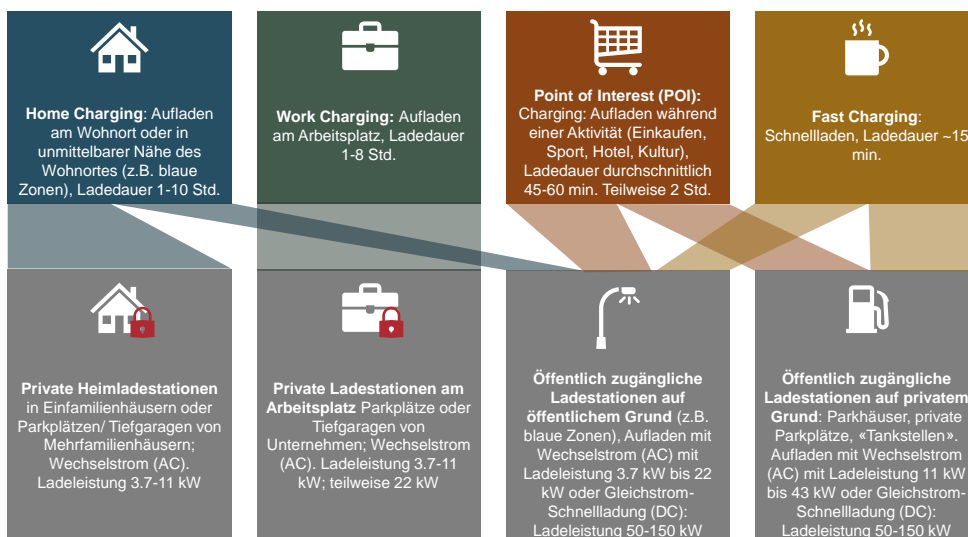 Home Charging: Aufladen
am Wohnort oder in
unmittelbarer Nähe des
Wohnortes (z.B. blaue
Zonen), Ladedauer 1-10 Std.
Work Charging: Aufladen
am Arbeitsplatz, Ladedauer
1-8 Std.
Point of Interest (POI):
Charging: Aufladen während
einer Aktivität (Einkaufen,
Sport, Hotel, Kultur),
Ladedauer durchschnittlich
45-60 min. Teilweise 2 Std.
Fast Charging:
Schnellladen, Ladedauer ~15
min.
Private Heimladestationen
in Einfamilienhäusern oder
Parkplätzen/ Tiefgaragen von
Mehrfamilienhäusern;
Wechselstrom (AC).
Ladeleistung 3.7-11 kW
Private Ladestationen am
Arbeitsplatz Parkplätze oder
Tiefgaragen von
Unternehmen; Wechselstrom
(AC). Ladeleistung 3.7-11
kW; teilweise 22 kW
Öffentlich zugängliche
Ladestationen auf
öffentlichem Grund (z.B.
blaue Zonen), Aufladen mit
Wechselstrom (AC) mit
Ladeleistung 3.7 kW bis 22
kW oder Gleichstrom-
Schnellladung (DC):
Ladeleistung 50-150 kW
Öffentlich zugängliche
Ladestationen auf privatem
Grund: Parkhäuser, private
Parkplätze, «Tankstellen».
Aufladen mit Wechselstrom
(AC) mit Ladeleistung 11 kW
bis 43 kW oder Gleichstrom-
Schnellladung (DC):
Ladeleistung 50-150 kW